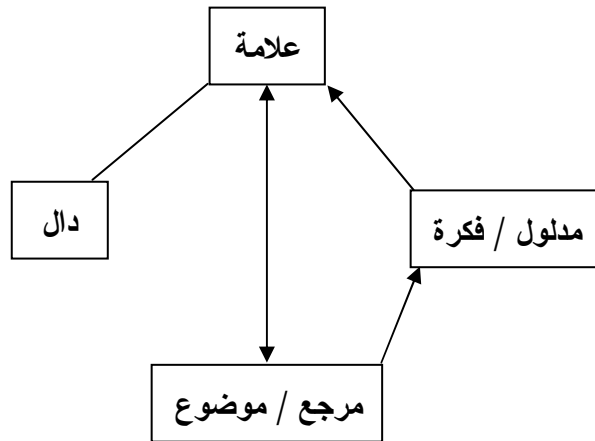 علامة
دال
مدلول / فكرة
مرجع / موضوع